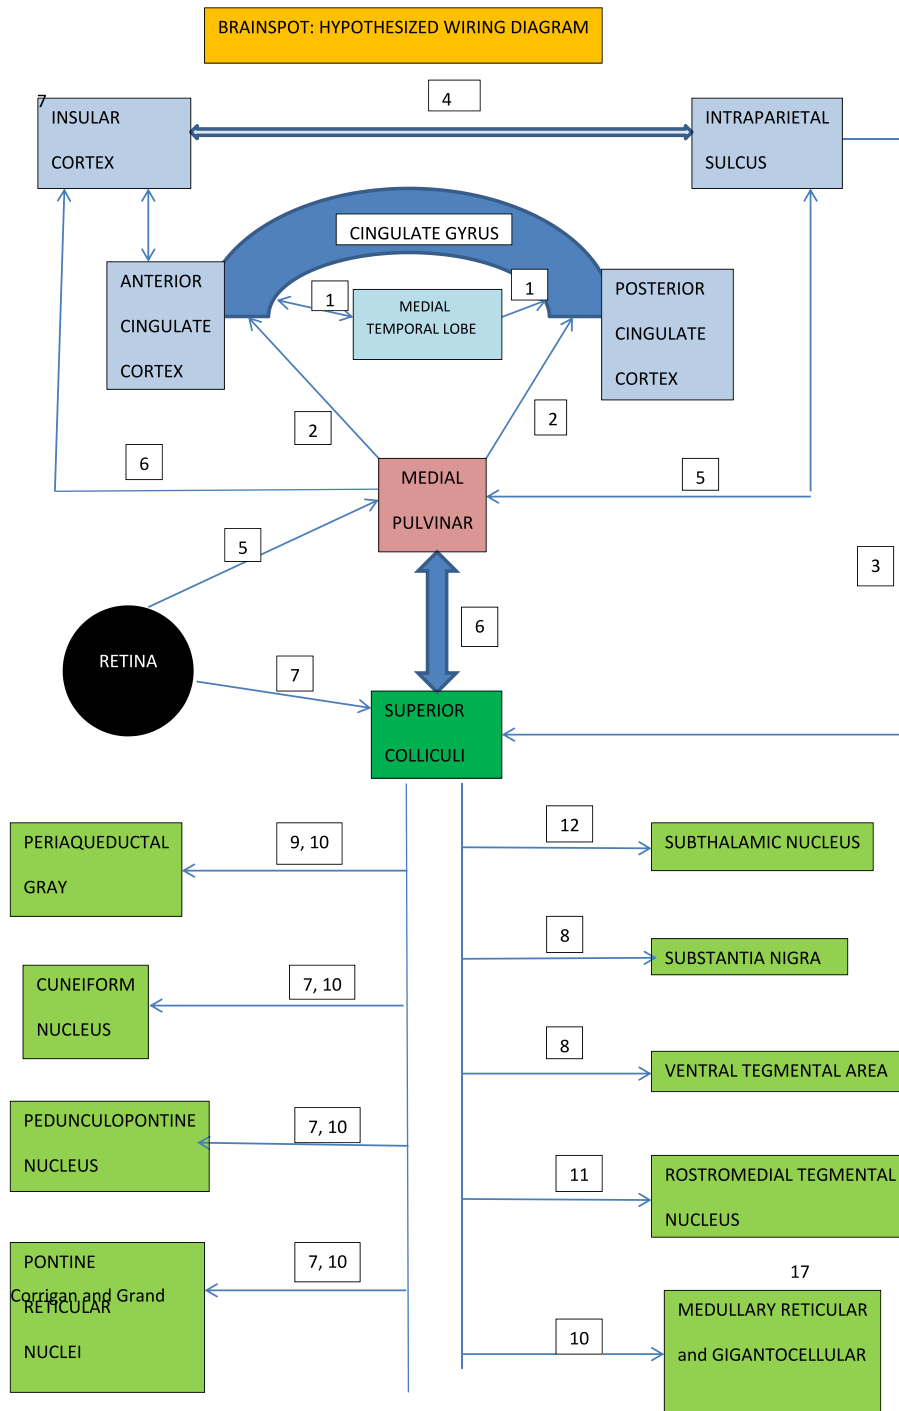 BRAINSPOT: HYPOTHESIZED WIRING DIAGRAM
4
7
INSULAR
CORTEX
INTRAPARIETAL
SULCUS
CINGULATE GYRUS
ANTERIOR
CINGULATE
CORTEX
1
MEDIAL
TEMPORAL LOBE
1
POSTERIOR
CINGULATE
CORTEX
2
2
6
MEDIAL
PULVINAR
5
5
3
6
RETINA
7
SUPERIOR
COLLICULI
PERIAQUEDUCTAL
GRAY
9, 10
12
SUBTHALAMIC NUCLEUS
CUNEIFORM
NUCLEUS
7, 10
8
SUBSTANTIA NIGRA
8
VENTRAL TEGMENTAL AREA
PEDUNCULOPONTINE
NUCLEUS
7, 10
11
ROSTROMEDIAL TEGMENTAL
NUCLEUS
PONTINE
RETICULAR
NUCLEI
7, 10
Corrigan and Grand
17
10
MEDULLARY RETICULAR
and GIGANTOCELLULAR